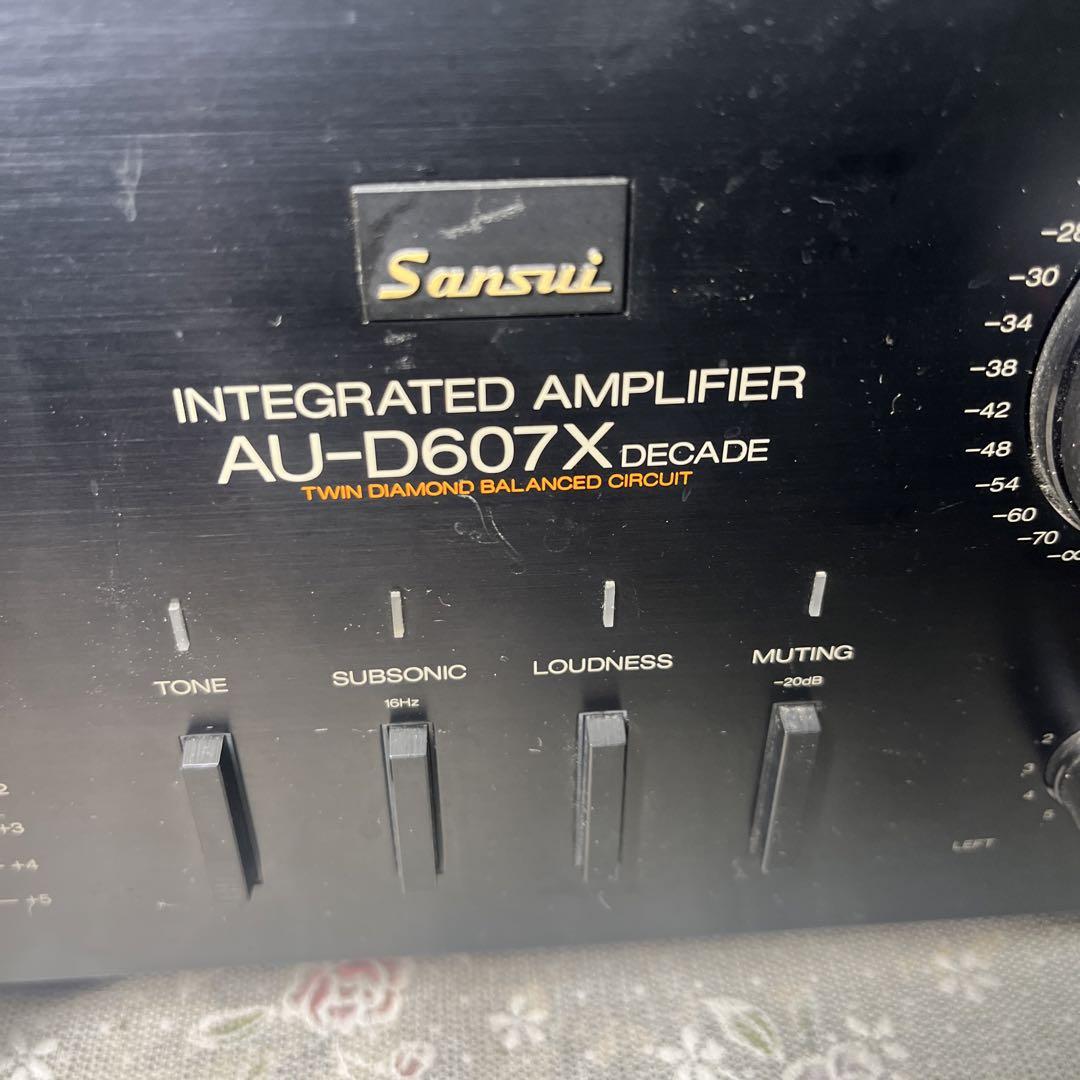 Sansui
INTEGRATED AMPLIFIER
AU-D607X DECADE
TWIN DIAMOND BALANCED CIRCUIT
-28
-30
-34
-38
-42
-48
-54
-60
-70
-∞
TONE
SUBSONIC
16Hz
LOUDNESS
MUTING
-20dB
2
+3
+4
+5
2
3
4
5
LEFT